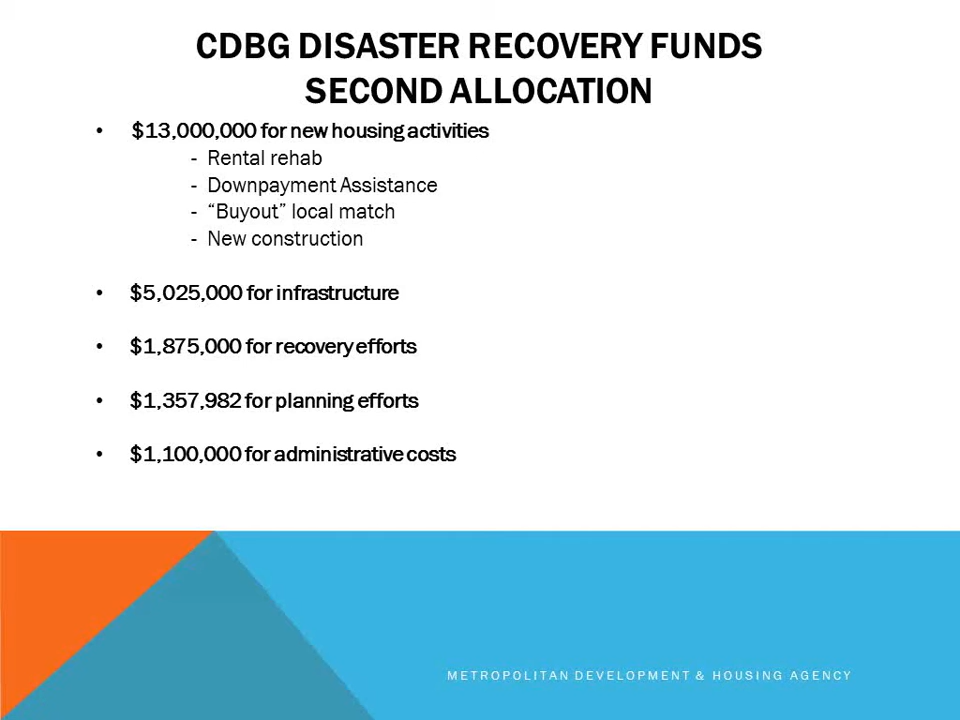 CDBG DISASTER RECOVERY FUNDS
SECOND ALLOCATION
• $13,000,000 for new housing activities
- Rental rehab
- Downpayment Assistance
- “Buyout” local match
- New construction
• $5,025,000 for infrastructure
• $1,875,000 for recovery efforts
• $1,357,982 for planning efforts
• $1,100,000 for administrative costs
METROPOLITAN DEVELOPMENT & HOUSING AGENCY